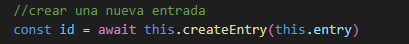 //crear una nueva entrada
const id = await this.createEntry(this.entry)